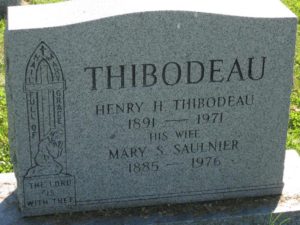 THIBODEAU
HENRY H. THIBODEAU
1891 — 1971
HIS WIFE
MARY S. SAULNIER
1885 — 1976
FULL OF
GRACE
THE LORD
IS
WITH THEE